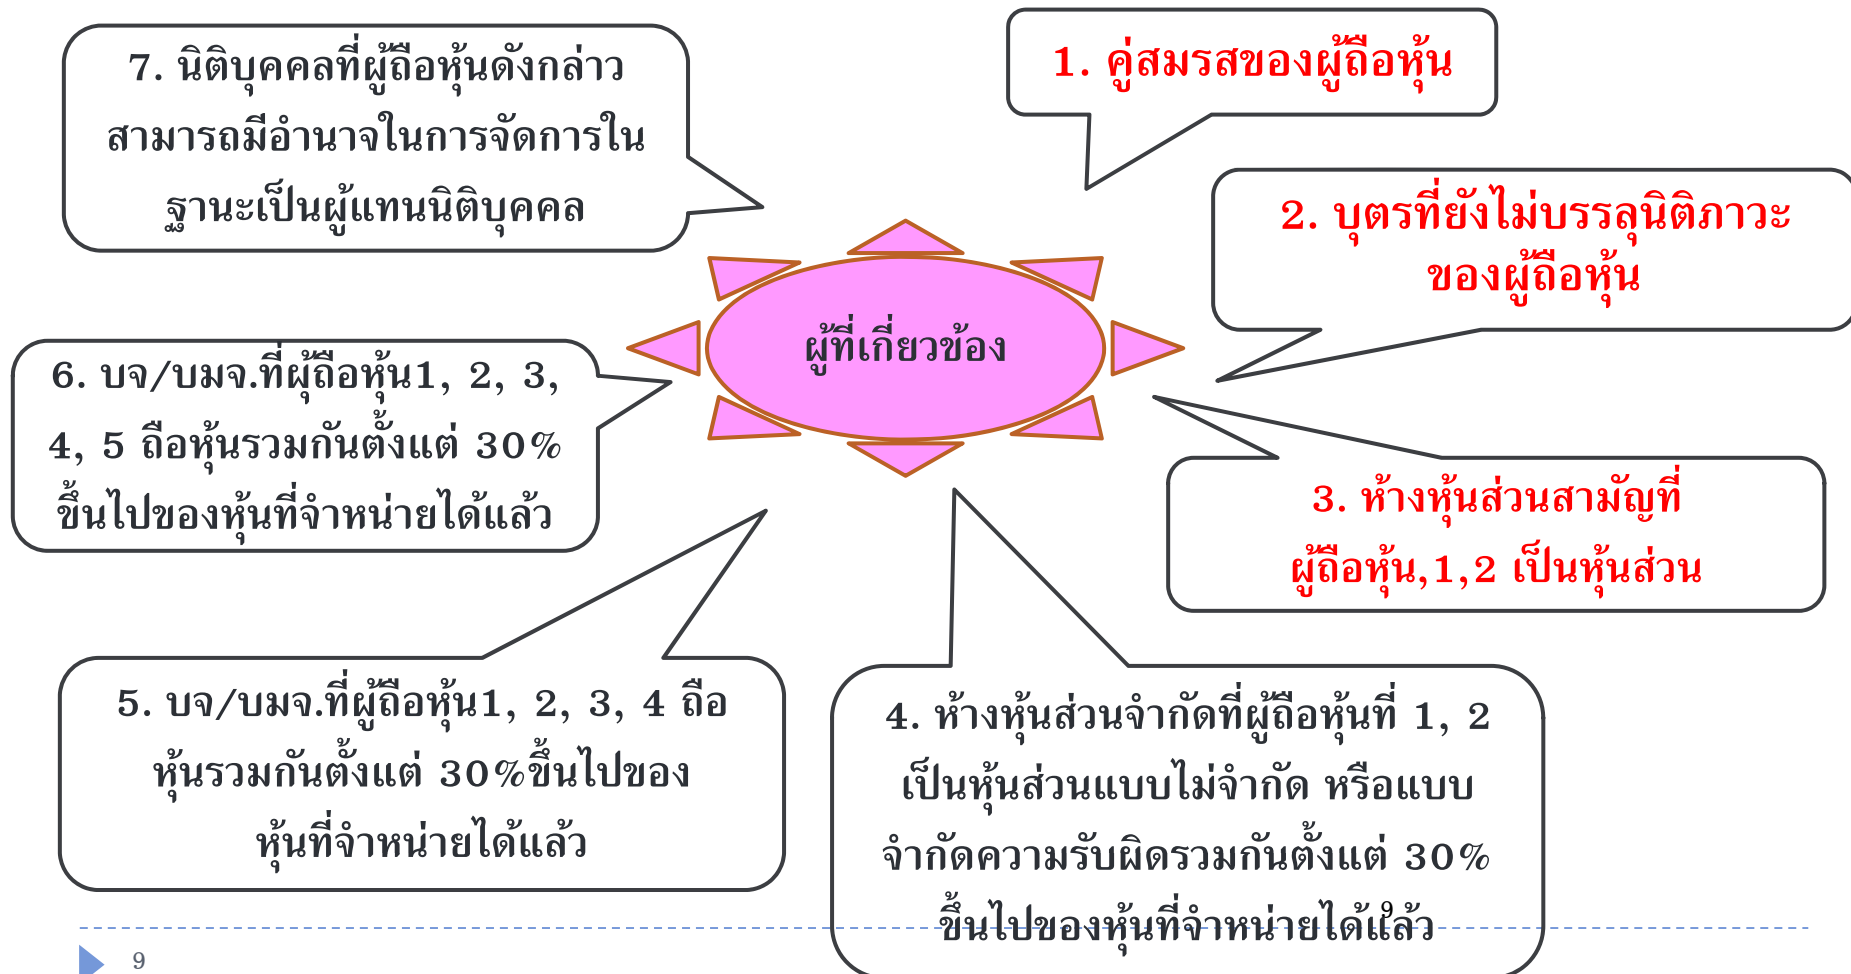 7. นิติบุคคลที่ผู้ถือหุ้นดังกล่าว
สามารถมีอำนาจในการจัดการใน
ฐานะเป็นผู้แทนนิติบุคคล
1. คู่สมรสของผู้ถือหุ้น
2. บุตรที่ยังไม่บรรลุนิติภาวะ
ของผู้ถือหุ้น
ผู้ที่เกี่ยวข้อง
6. บจ/บมจ.ที่ผู้ถือหุ้น1, 2, 3,
4, 5 ถือหุ้นรวมกันตั้งแต่ 30%
ขึ้นไปของหุ้นที่จำหน่ายได้แล้ว
3. ห้างหุ้นส่วนสามัญที่
ผู้ถือหุ้น,1,2 เป็นหุ้นส่วน
5. บจ/บมจ.ที่ผู้ถือหุ้น1, 2, 3, 4 ถือ
หุ้นรวมกันตั้งแต่ 30%ขึ้นไปของ
หุ้นที่จำหน่ายได้แล้ว
4. ห้างหุ้นส่วนจำกัดที่ผู้ถือหุ้นที่ 1, 2
เป็นหุ้นส่วนแบบไม่จำกัด หรือแบบ
จำกัดความรับผิดรวมกันตั้งแต่ 30%
ขึ้นไปของหุ้นที่จำหน่ายได้แล้ว
9
9